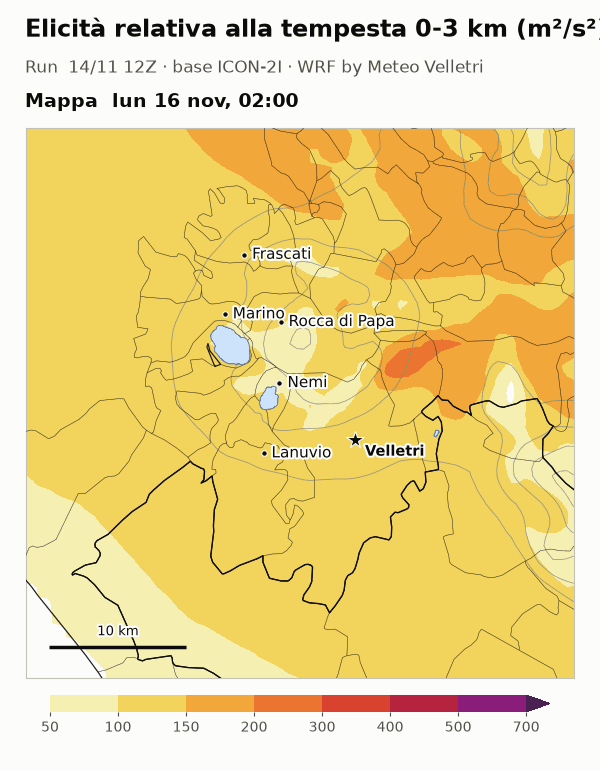 Elicità relativa alla tempesta 0-3 km (m²/s²)
Run  14/11 12Z · base ICON-2I · WRF by Meteo Velletri
Mappa  lun 16 nov, 02:00
Frascati
Marino
Rocca di Papa
Nemi
Velletri
Lanuvio
10 km
50 100 150 200 300 400 500 700